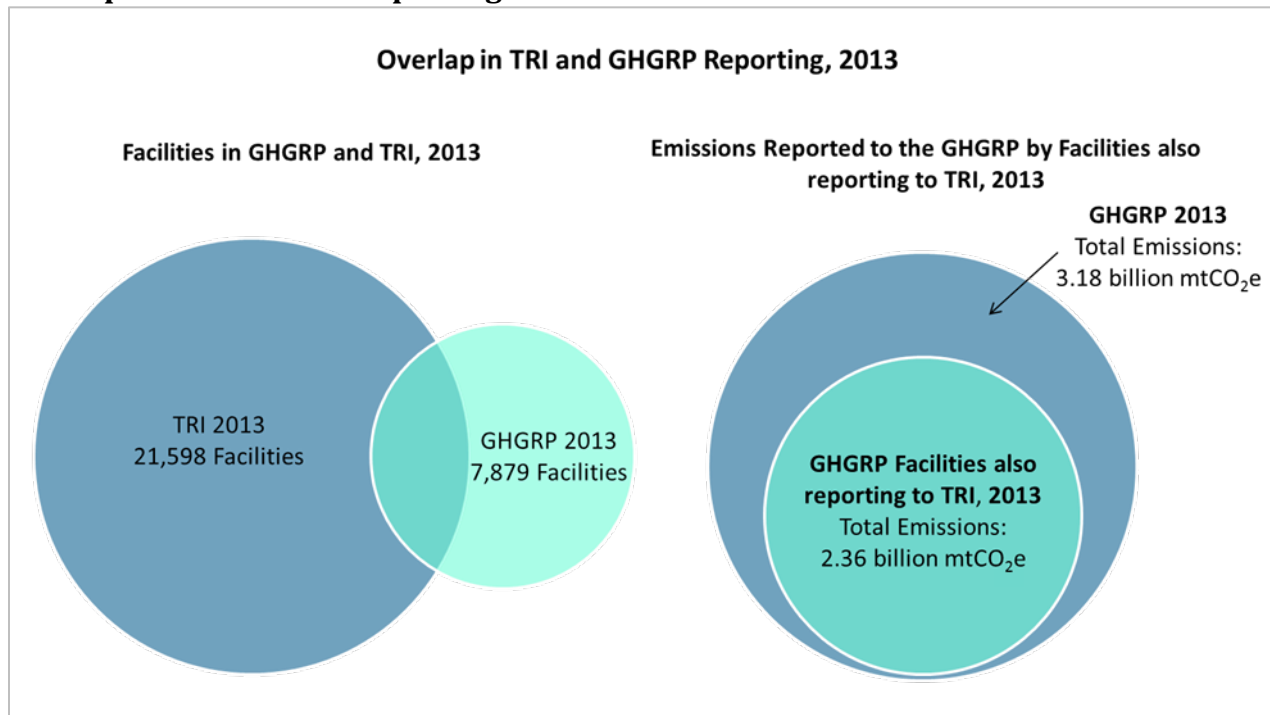 Overlap in TRI and GHGRP Reporting, 2013
Facilities in GHGRP and TRI, 2013
TRI 2013
21,598 Facilities
GHGRP 2013
7,879 Facilities
Emissions Reported to the GHGRP by Facilities also
reporting to TRI, 2013
GHGRP 2013
Total Emissions:
3.18 billion mtCO₂e
GHGRP Facilities also
reporting to TRI, 2013
Total Emissions:
2.36 billion mtCO₂e